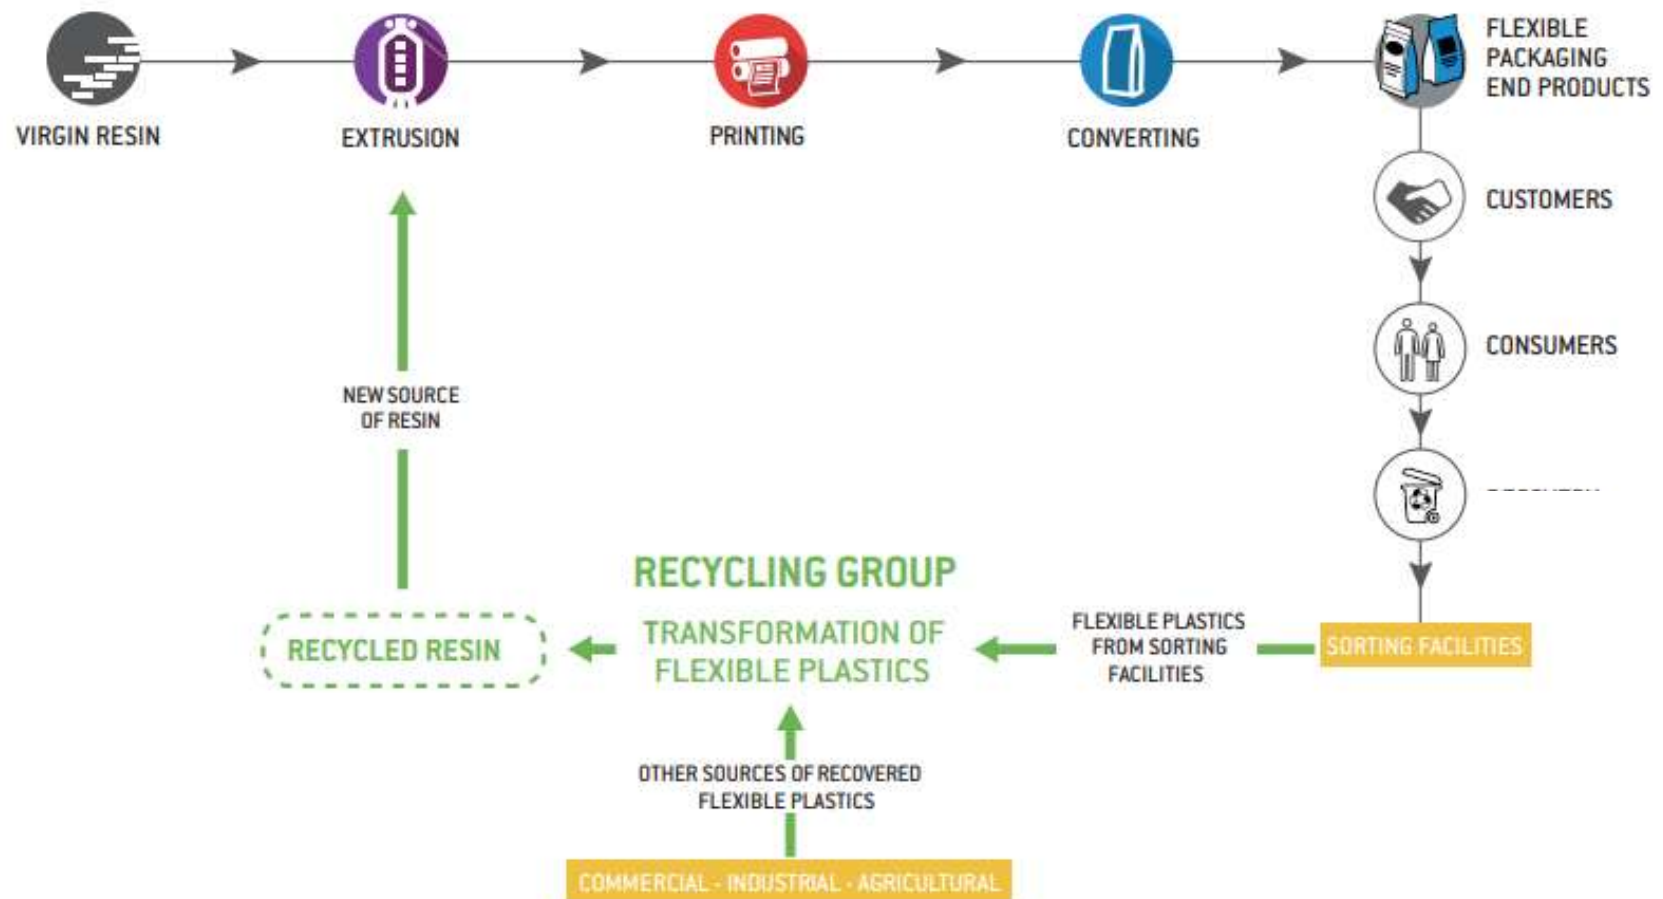 FLEXIBLE
PACKAGING
END PRODUCTS
VIRGIN RESIN
EXTRUSION
PRINTING
CONVERTING
CUSTOMERS
CONSUMERS
NEW SOURCE
OF RESIN
RECYCLING GROUP
TRANSFORMATION OF
FLEXIBLE PLASTICS
RECYCLED RESIN
FLEXIBLE PLASTICS
FROM SORTING
FACILITIES
SORTING FACILITIES
OTHER SOURCES OF RECOVERED
FLEXIBLE PLASTICS
COMMERCIAL - INDUSTRIAL - AGRICULTURAL